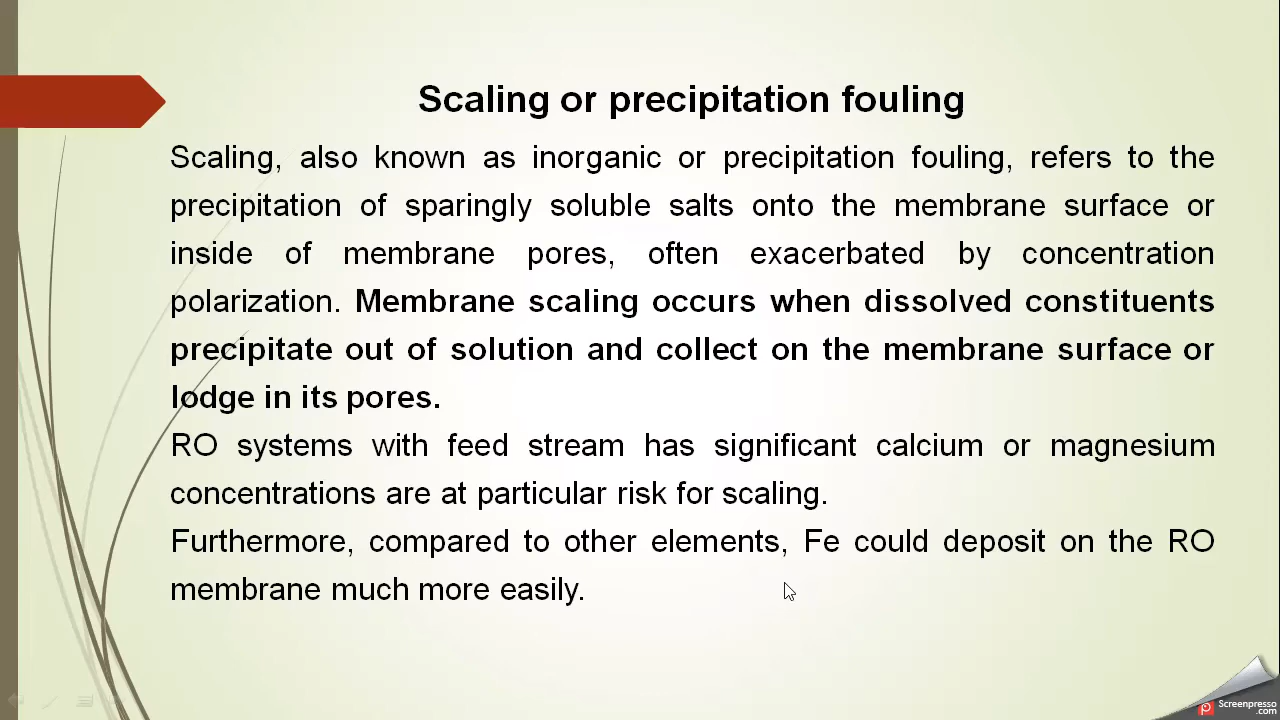 Scaling or precipitation fouling
Scaling, also known as inorganic or precipitation fouling, refers to the
precipitation of sparingly soluble salts onto the membrane surface or
inside of membrane pores, often exacerbated by concentration
polarization. Membrane scaling occurs when dissolved constituents
precipitate out of solution and collect on the membrane surface or
lodge in its pores.
RO systems with feed stream has significant calcium or magnesium
concentrations are at particular risk for scaling.
Furthermore, compared to other elements, Fe could deposit on the RO
membrane much more easily.
Screenpresso
.com